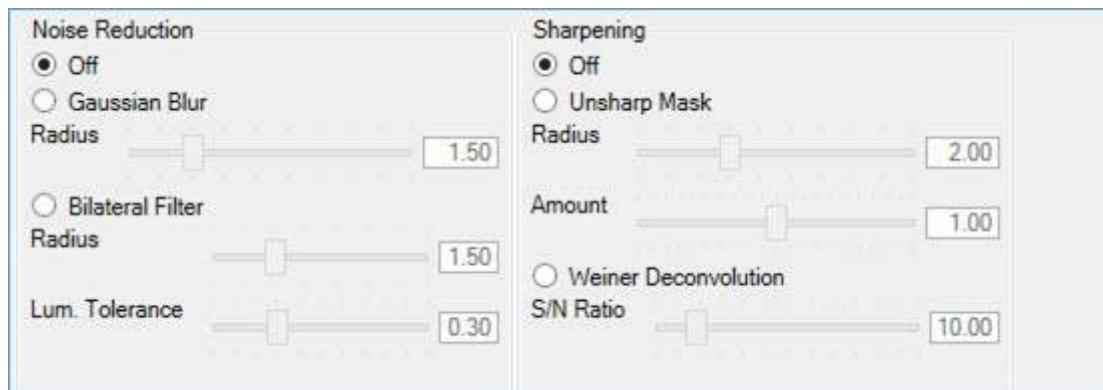 Noise Reduction
Off
Gaussian Blur
Radius
1.50
Bilateral Filter
Radius
1.50
Lum. Tolerance
0.30
Sharpening
Off
Unsharp Mask
Radius
2.00
Amount
1.00
Weiner Deconvolution
S/N Ratio
10.00